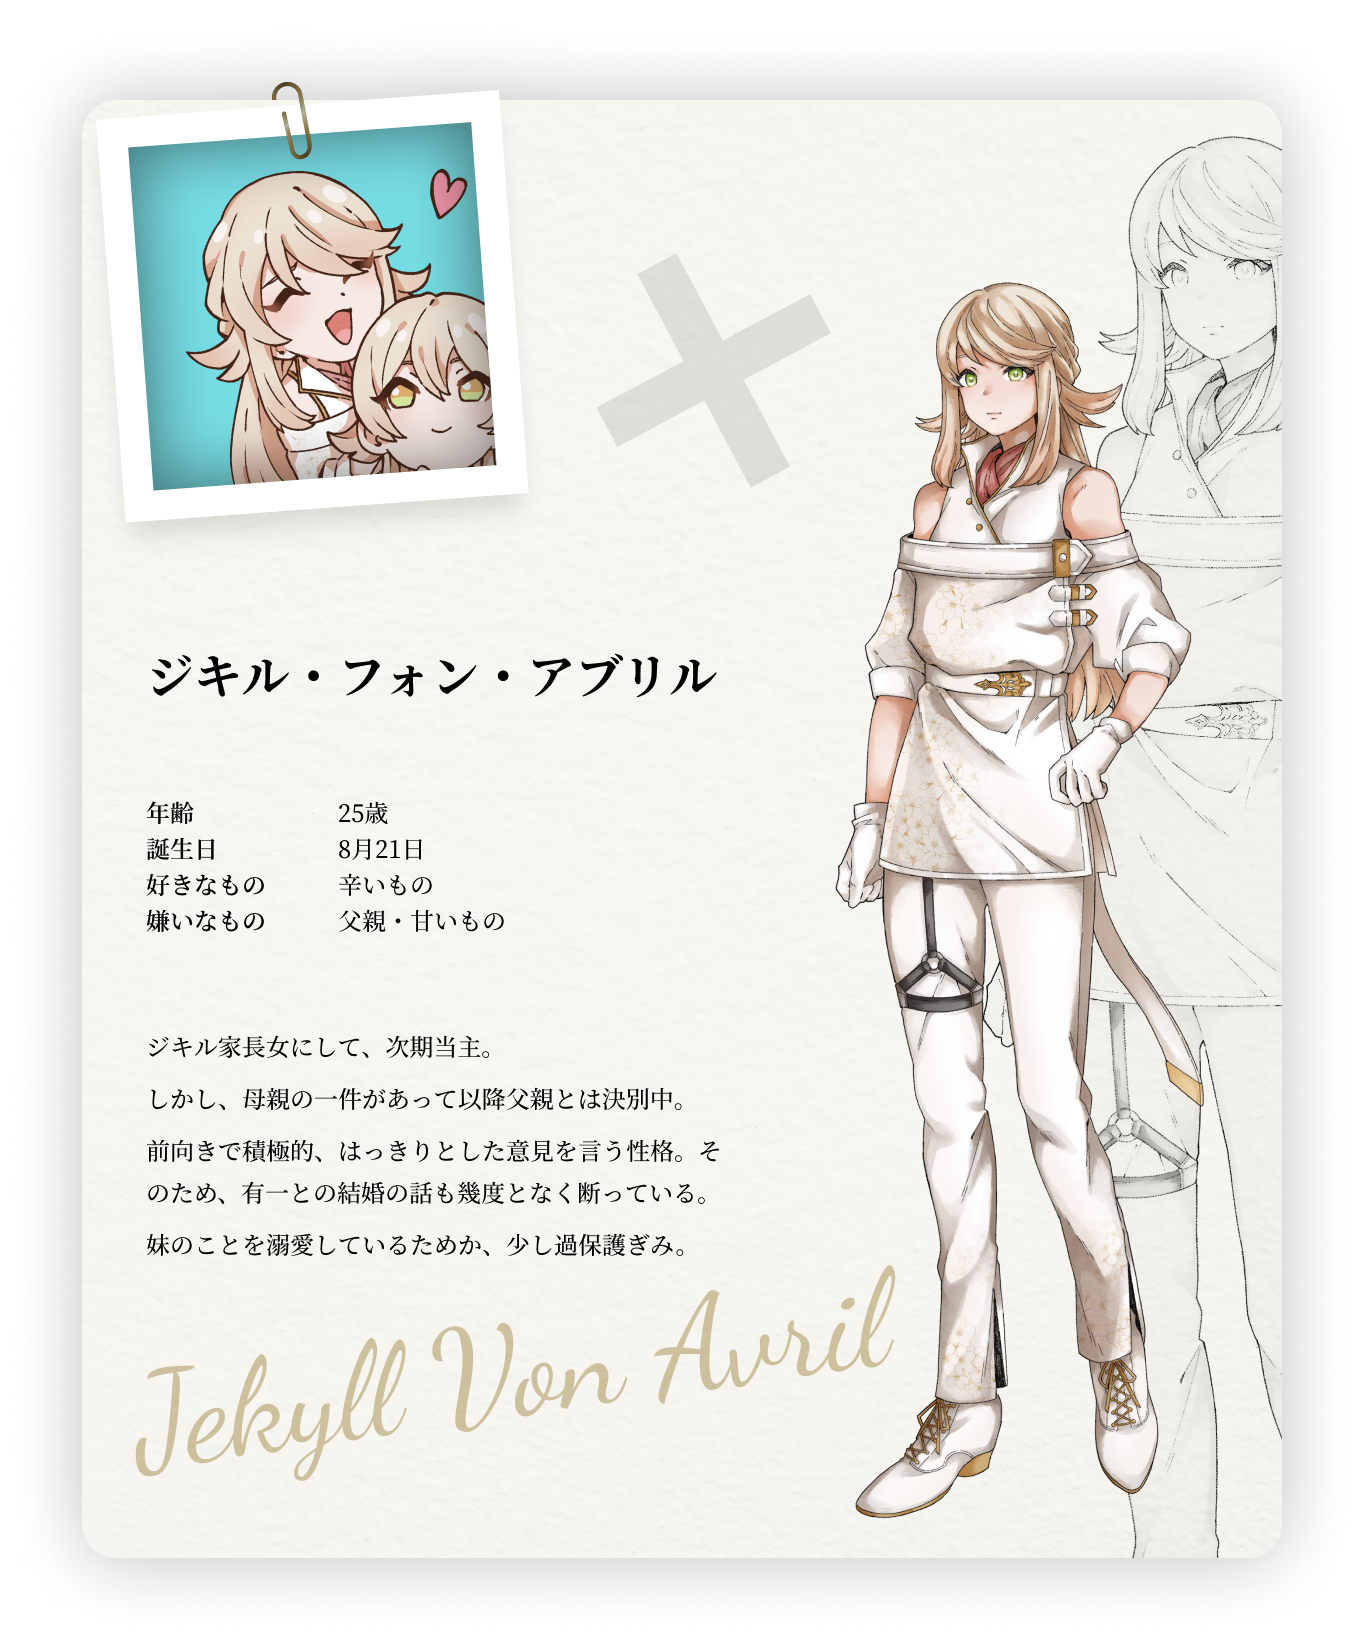 ジキル・フォン・アブリル
年齢 25歳
誕生日 8月21日
好きなもの 辛いもの
嫌いなもの 父親・甘いもの
ジキル家長女にして、次期当主。
しかし、母親の一件があって以降父親とは決別中。
前向きで積極的、はっきりとした意見を言う性格。そ
のため、有一との結婚の話も幾度となく断っている。
妹のことを溺愛しているためか、少し過保護ぎみ。
Jekyll Von Avril